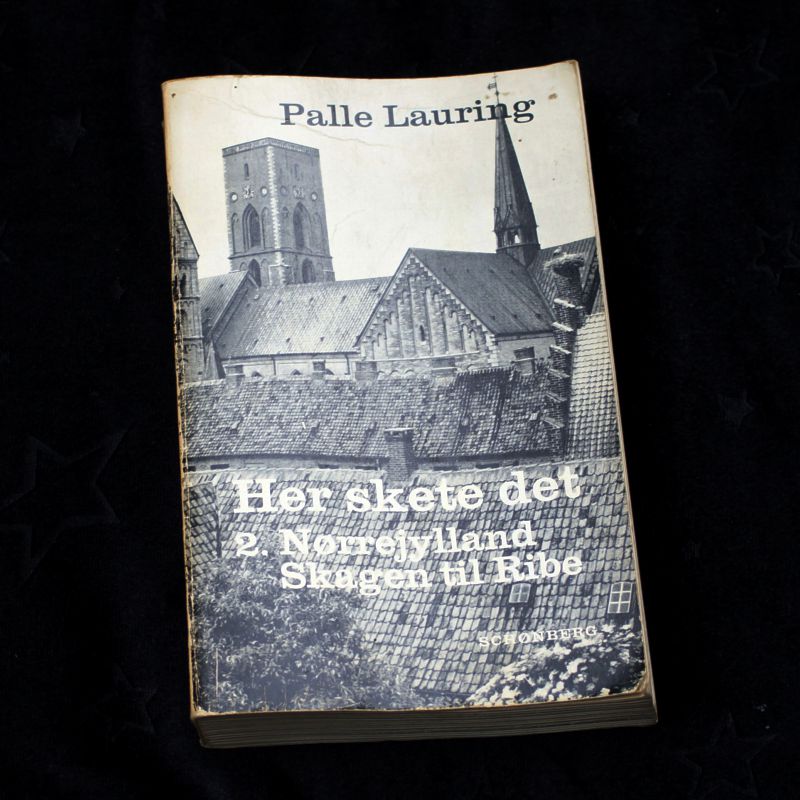 Palle Lauring
Her skete det
2. Nørrejylland
Skagen til Ribe
SCHØNBERG